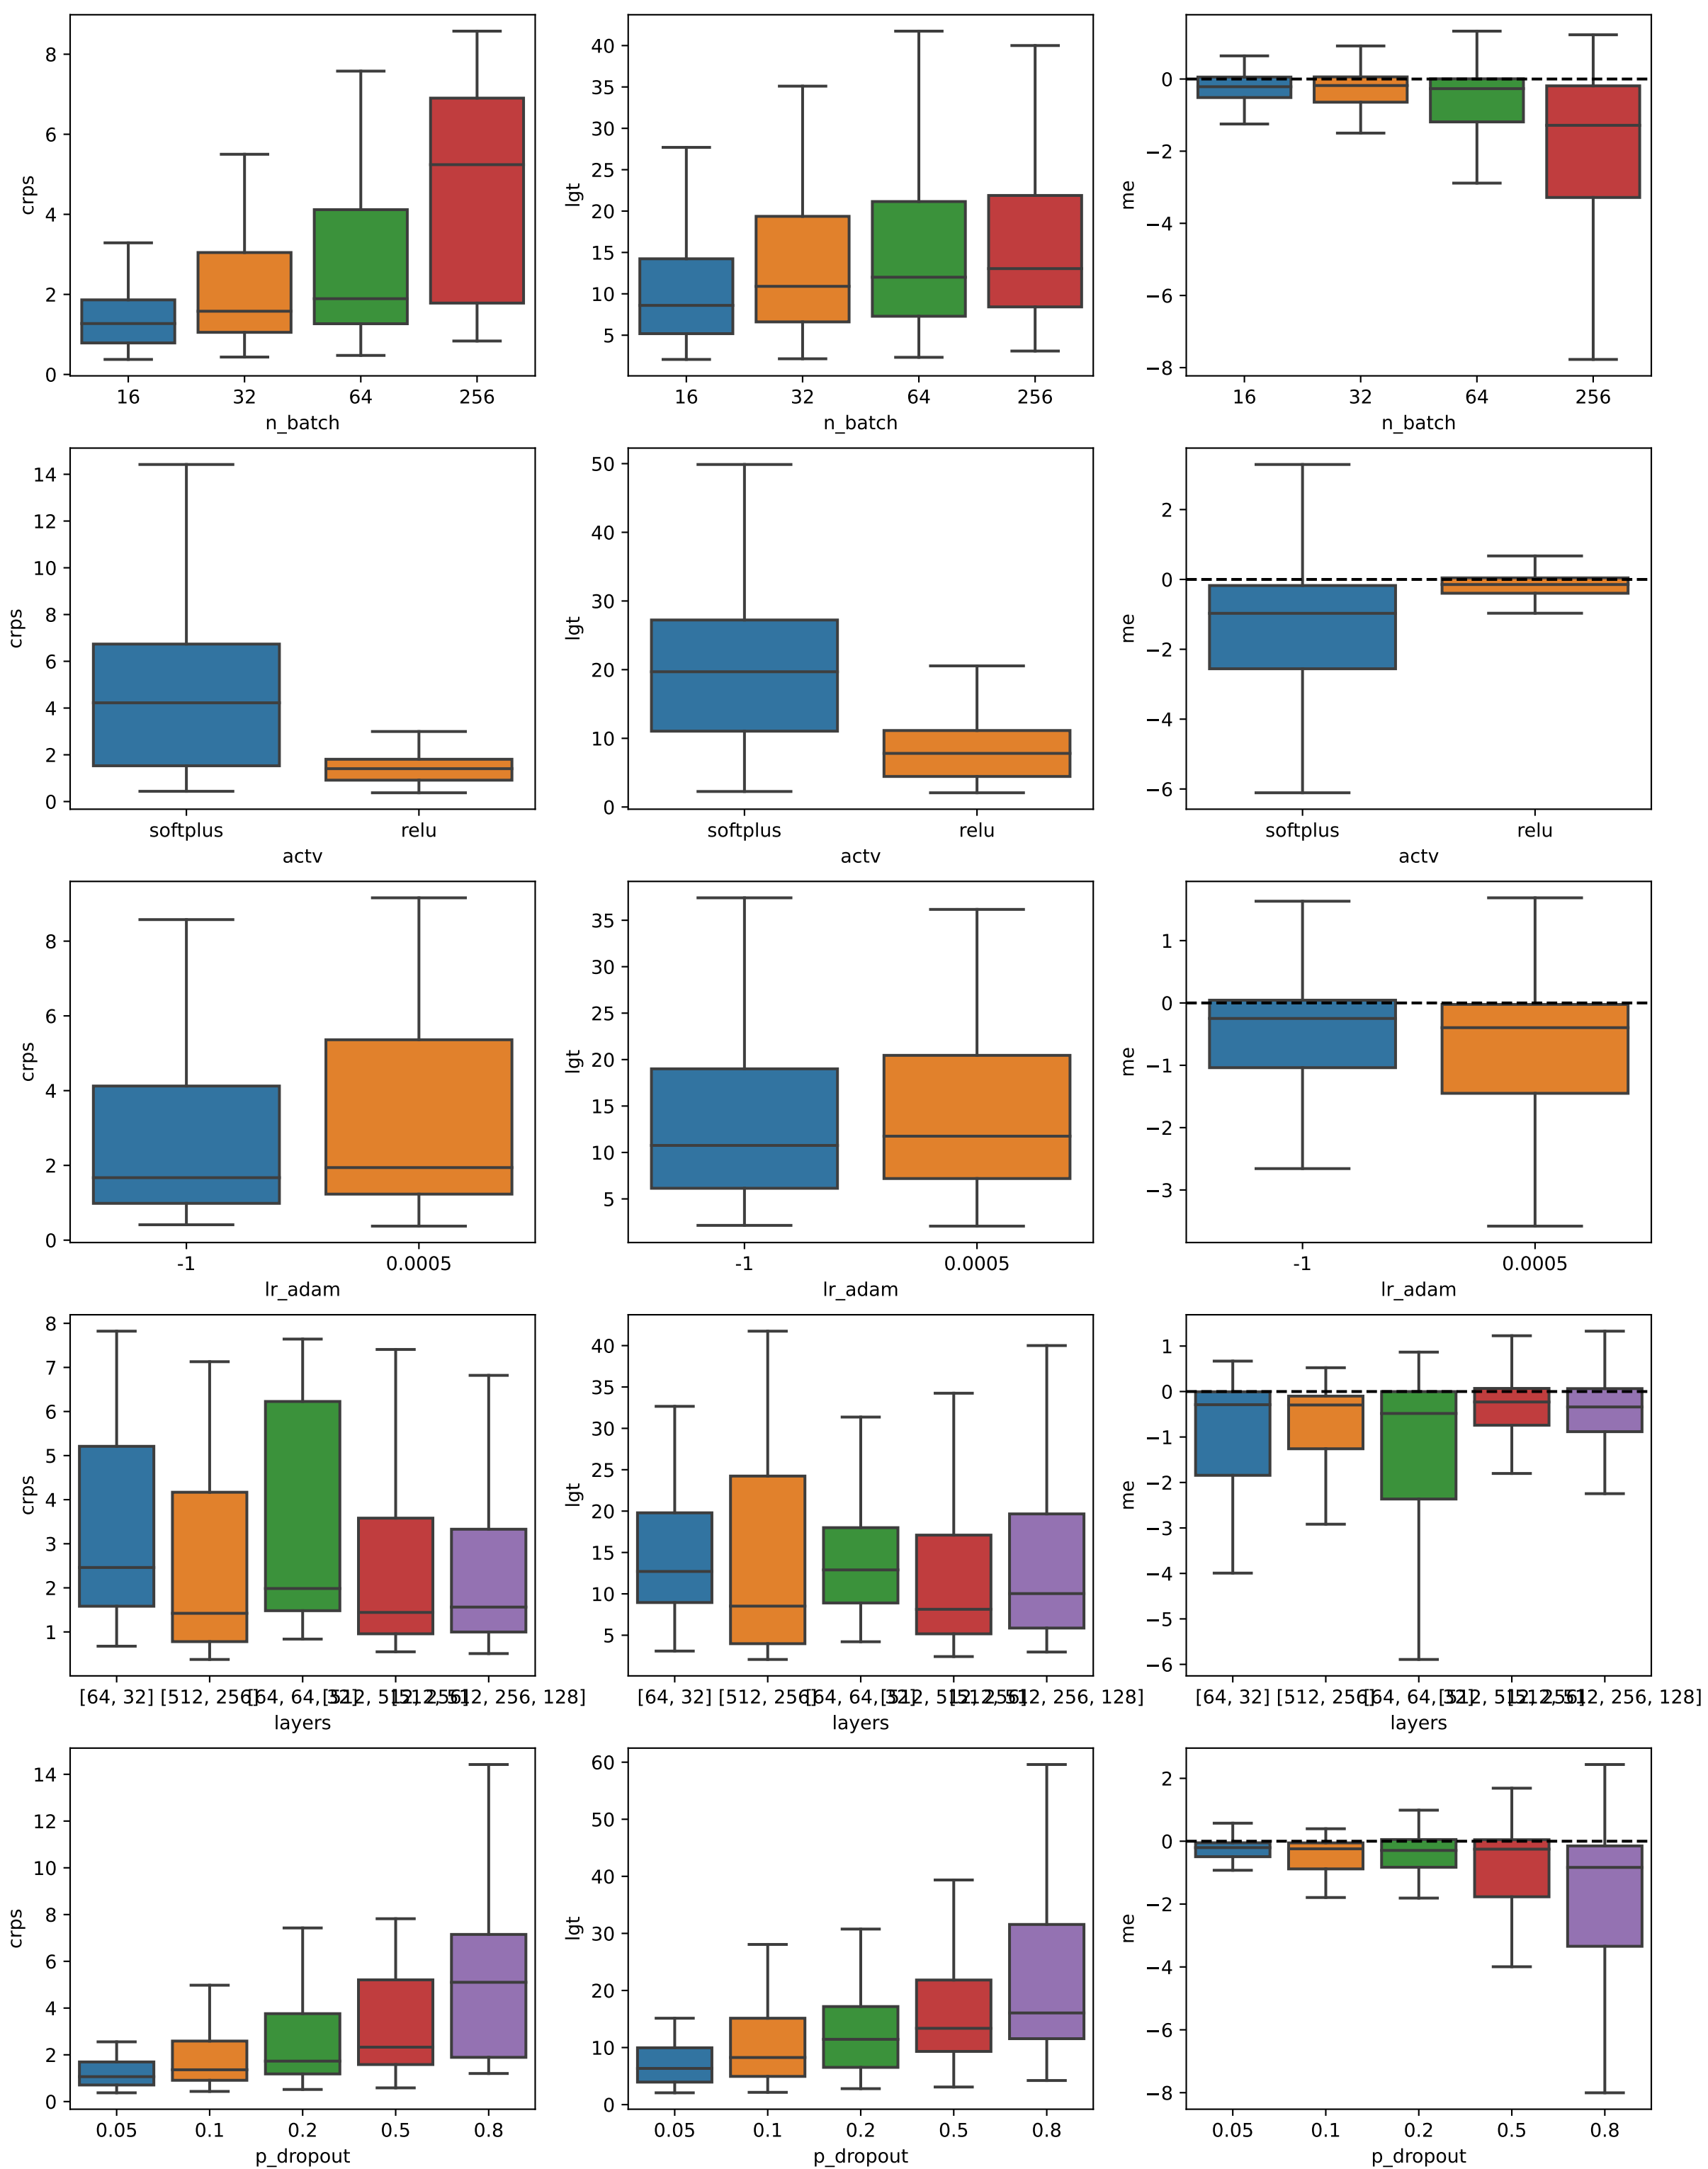 crps
8
6
4
2
0
16 32 64 256
n_batch
lgt
40
35
30
25
20
15
10
5
16 32 64 256
n_batch
me
0
−2
−4
−6
−8
16 32 64 256
n_batch
crps
14
12
10
8
6
4
2
0
softplus relu
actv
lgt
50
40
30
20
10
0
softplus relu
actv
me
2
0
−2
−4
−6
softplus relu
actv
crps
8
6
4
2
0
-1 0.0005
lr_adam
lgt
35
30
25
20
15
10
5
-1 0.0005
lr_adam
me
1
0
−1
−2
−3
-1 0.0005
lr_adam
crps
8
7
6
5
4
3
2
1
[64, 32] [512, 256]
layers
lgt
40
35
30
25
20
15
10
5
[64, 32] [512, 256]
layers
me
1
0
−1
−2
−3
−4
−5
−6
[64, 32] [512, 256]
layers
crps
14
12
10
8
6
4
2
0
0.05 0.1 0.2 0.5 0.8
p_dropout
lgt
60
50
40
30
20
10
0
0.05 0.1 0.2 0.5 0.8
p_dropout
me
2
0
−2
−4
−6
−8
0.05 0.1 0.2 0.5 0.8
p_dropout